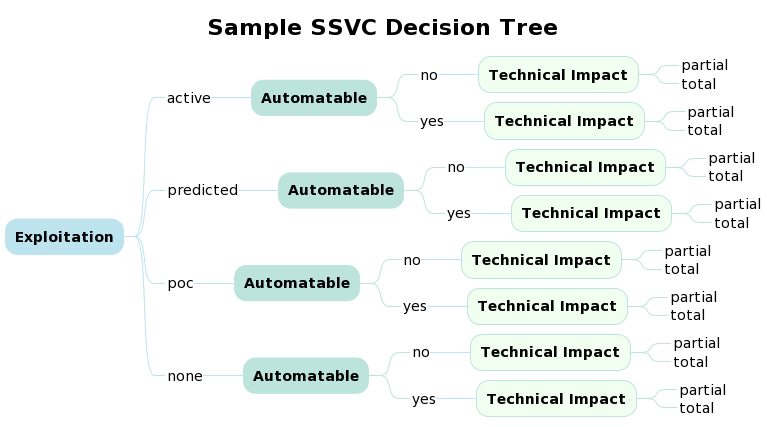 Sample SSVC Decision Tree
Exploitation
active
Automatable
no
Technical Impact
partial
total
yes
Technical Impact
partial
total
predicted
Automatable
no
Technical Impact
partial
total
yes
Technical Impact
partial
total
poc
Automatable
no
Technical Impact
partial
total
yes
Technical Impact
partial
total
none
Automatable
no
Technical Impact
partial
total
yes
Technical Impact
partial
total